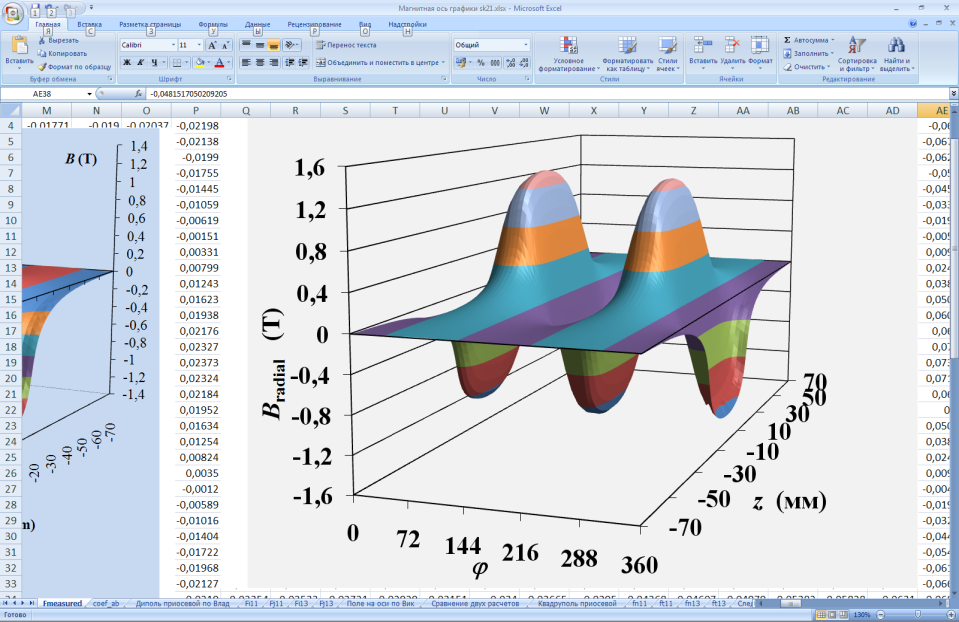 Магнитная ось графики sk21.xlsx - Microsoft Excel
1 2 3
Главная Вставка Разметка страницы Формулы Данные Рецензирование Вид Надстройки
Я С З Л Ы Р О Н
Вставить Вырезать Копировать Формат по образцу
Буфер обмена
Calibri 11
Ж К Ч
Шрифт
Перенос текста
Объединить и поместить в центре
Выравнивание
Общий
% 000
Число
Условное форматирование Форматировать как таблицу Стили ячеек
Стили
Вставить Удалить Формат
Ячейки
Автосумма
Заполнить
Очистить
Сортировка и фильтр Найти и выделить
Редактирование
AE38 fx -0,0481517050209205
M N O P Q R S T U V W X Y Z AA AB AC AD AE
4 -0,01771 -0,019 -0,02037 -0,02198
5 -0,02138
6 -0,0199
7 -0,01755
8 -0,01445
9 -0,01059
10 -0,00619
11 -0,00151
12 0,00331
13 0,00799
14 0,01243
15 0,01623
16 0,01938
17 0,02176
18 0,02327
19 0,02373
20 0,02324
21 0,02184
22 0,01952
23 0,01634
24 0,01254
25 0,00824
26 0,0035
27 -0,0012
28 -0,00589
29 -0,01016
30 -0,01404
31 -0,01722
32 -0,01968
33 -0,02127
B (T)
1,4
1,2
1
0,8
0,6
0,4
0,2
0
-0,2
-0,4
-0,6
-0,8
-1
-1,2
-1,4
-20 -30 -40 -50 -60 -70
B radial (T)
1,6
1,2
0,8
0,4
0
-0,4
-0,8
-1,2
-1,6
0 72 144 216 288 360
φ
70
50
30
10
-10
-30
-50
-70
z (мм)
Fmeasured coef_ab Диполь приосевой по Влад Fi11 Fj11 Fi13 Fj13 Поле на оси по Вик Сравнение двух расчетов Квадруполь приосевой fn11 ft11 fn13 ft13 След
Готово 130%